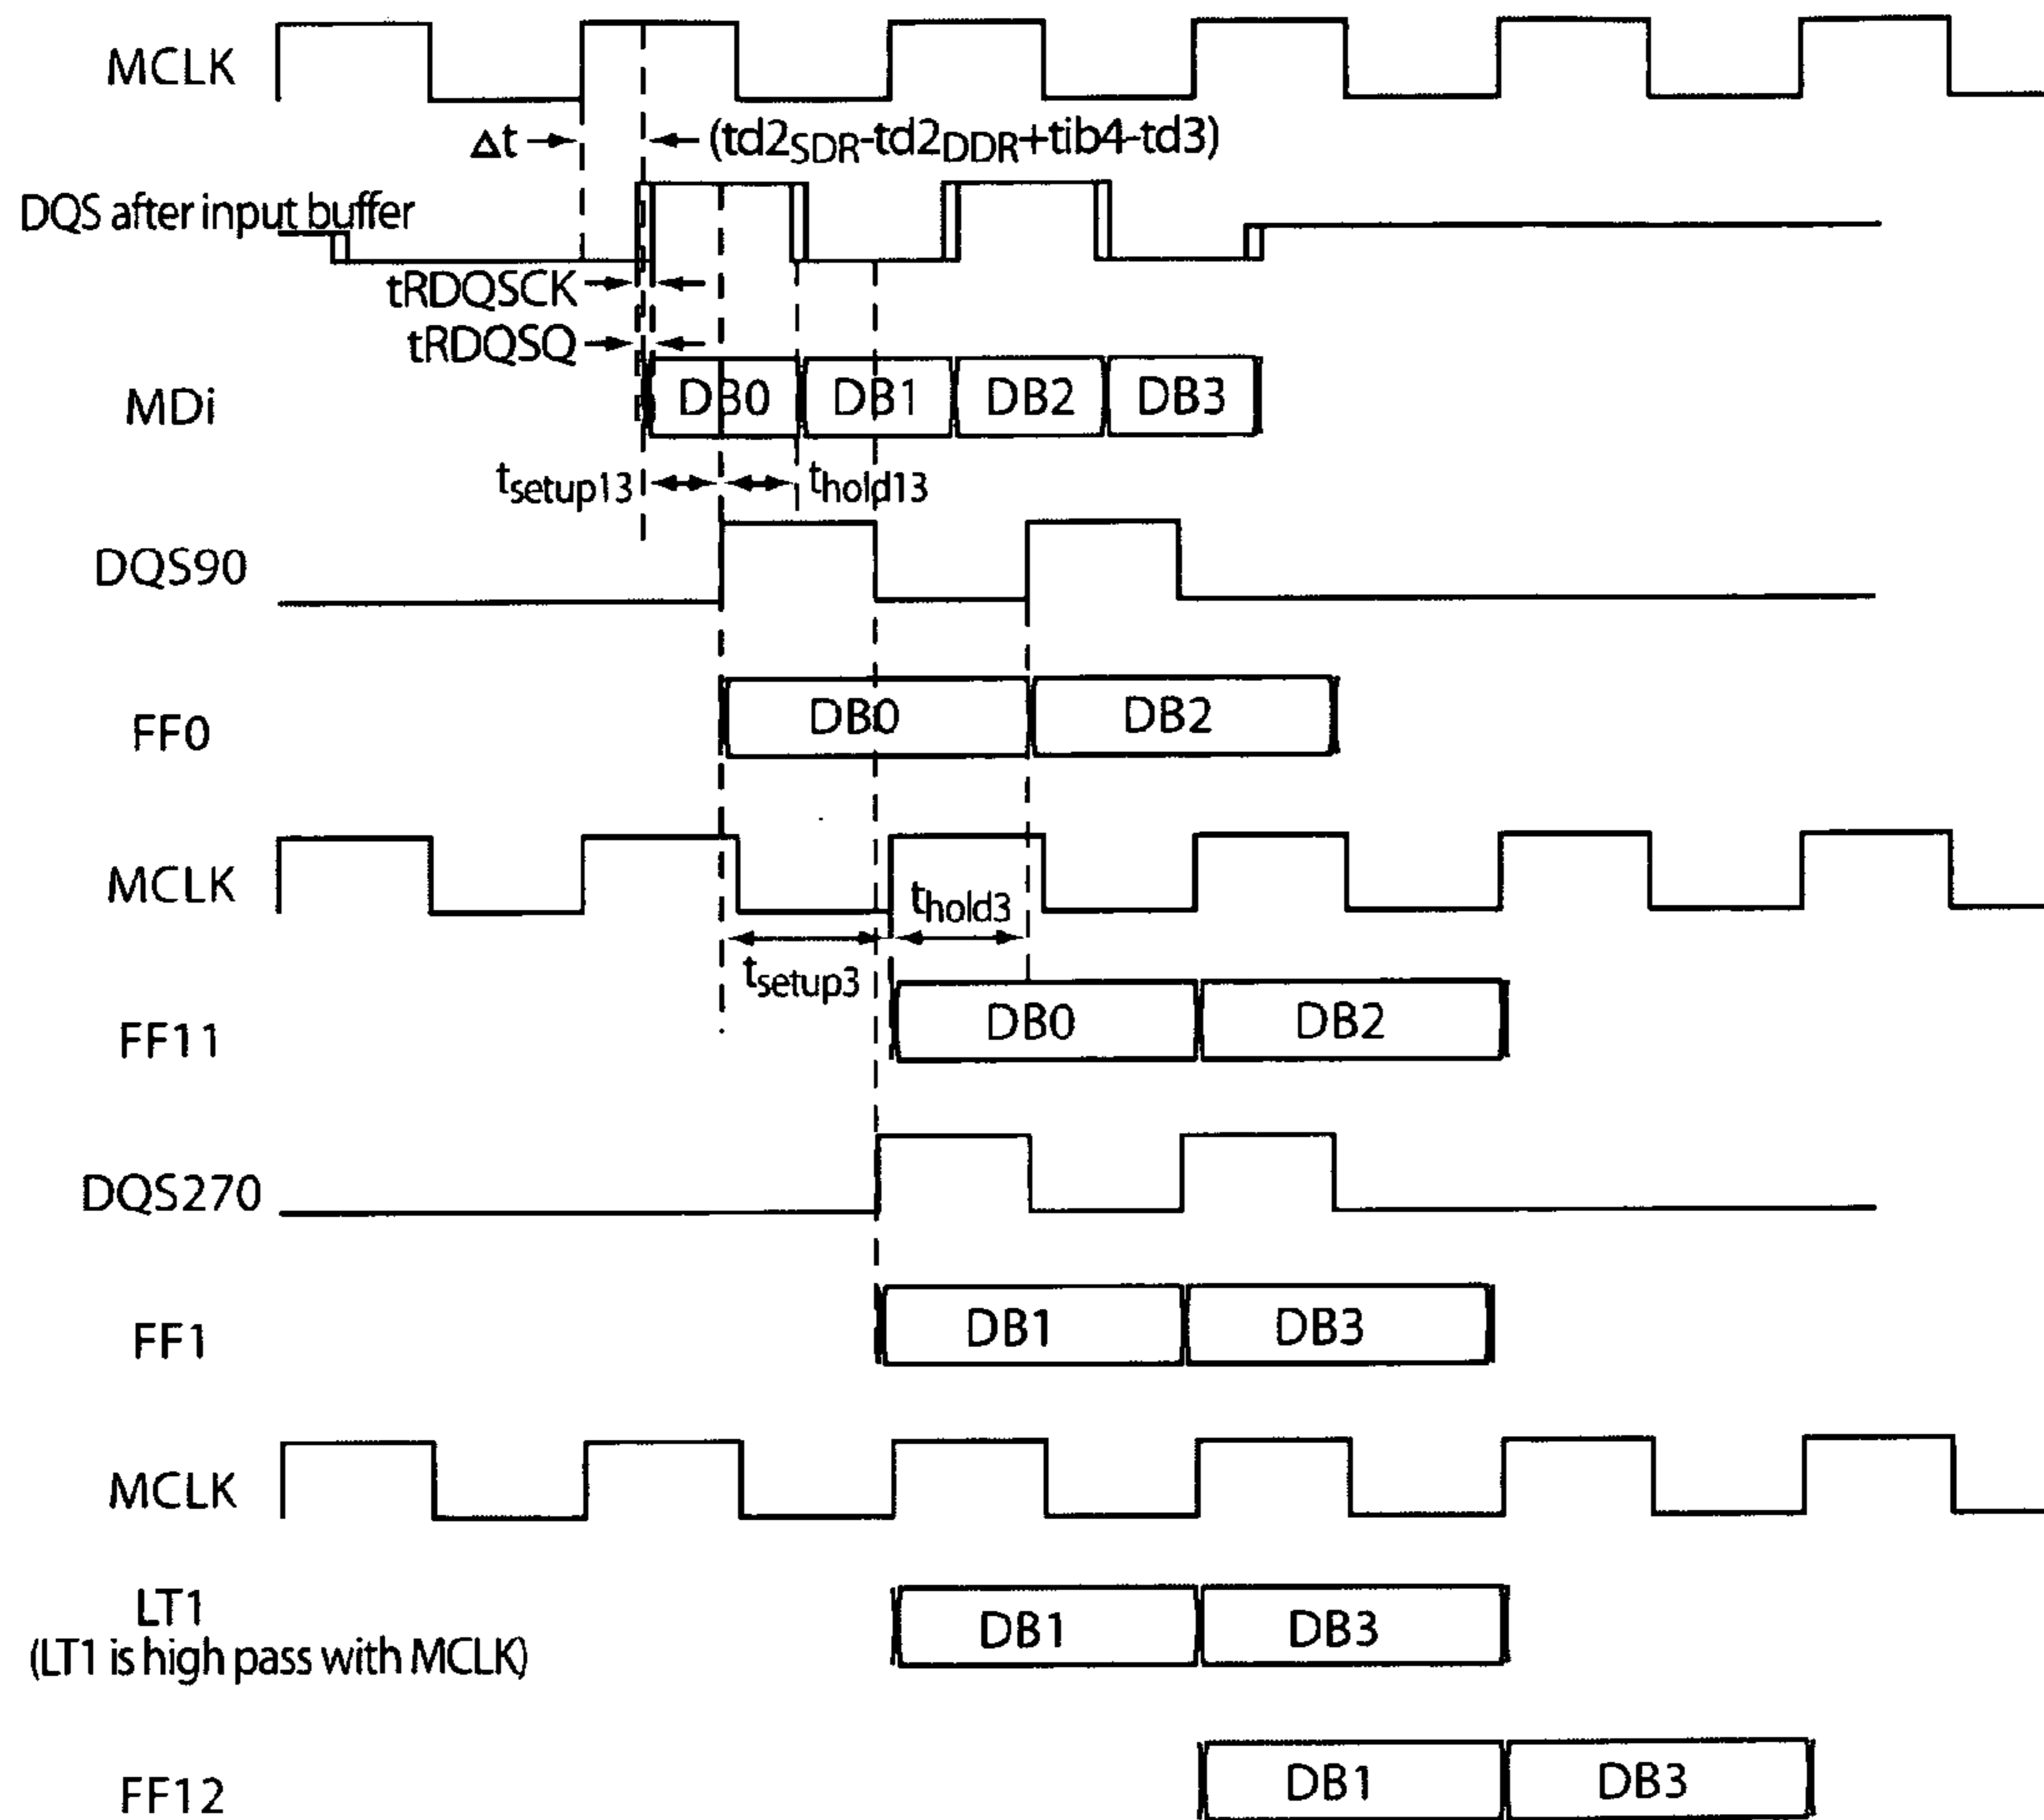 MCLK
Δt (td2SDR-td2DDR+tib4-td3)
DQS after input buffer
tRDQSCK
tRDQSQ
MDi DB0 DB1 DB2 DB3
tsetup13 thold13
DQS90
FF0 DB0 DB2
MCLK thold3
tsetup3
FF11 DB0 DB2
DQS270
FF1 DB1 DB3
MCLK
LT1 DB1 DB3
(LT1 is high pass with MCLK)
FF12 DB1 DB3